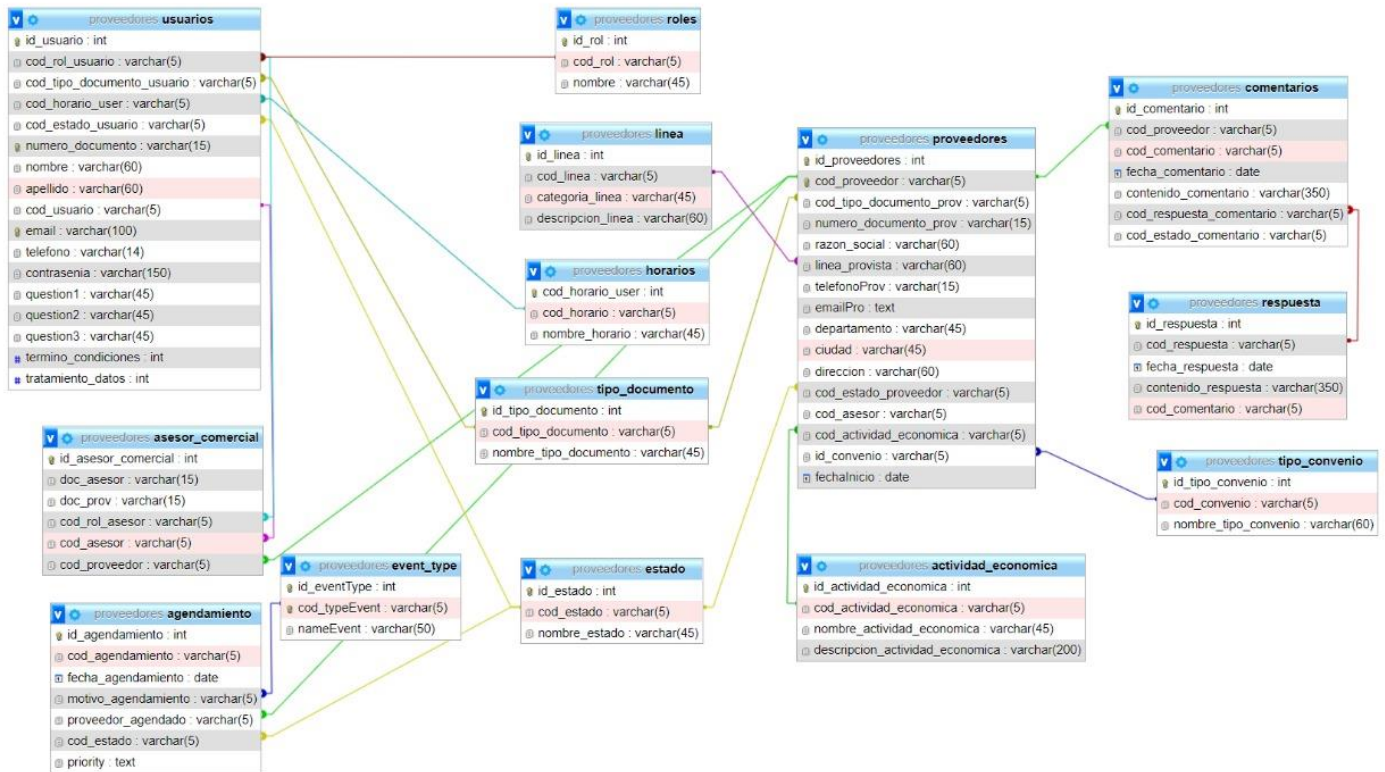 proveedores usuarios
id_usuario : int
cod_rol_usuario : varchar(5)
cod_tipo_documento_usuario : varchar(5)
cod_horario_user : varchar(5)
cod_estado_usuario : varchar(5)
numero_documento : varchar(15)
nombre : varchar(60)
apellido : varchar(60)
cod_usuario : varchar(5)
email : varchar(100)
telefono : varchar(14)
contrasenia : varchar(150)
question1 : varchar(45)
question2 : varchar(45)
question3 : varchar(45)
# termino_condiciones : int
# tratamiento_datos : int
proveedores roles
id_rol : int
cod_rol : varchar(5)
nombre : varchar(45)
proveedores linea
id_linea : int
cod_linea : varchar(5)
categoria_linea : varchar(45)
descripcion_linea : varchar(60)
proveedores horarios
cod_horario_user : int
cod_horario : varchar(5)
nombre_horario : varchar(45)
proveedores tipo_documento
id_tipo_documento : int
cod_tipo_documento : varchar(5)
nombre_tipo_documento : varchar(45)
proveedores proveedores
id_proveedores : int
cod_proveedor : varchar(5)
cod_tipo_documento_prov : varchar(5)
numero_documento_prov : varchar(15)
razon_social : varchar(60)
linea_provista : varchar(60)
telefonoProv : varchar(15)
emailPro : text
departamento : varchar(45)
ciudad : varchar(45)
direccion : varchar(60)
cod_estado_proveedor : varchar(5)
cod_asesor : varchar(5)
cod_actividad_economica : varchar(5)
id_convenio : varchar(5)
fechaInicio : date
proveedores comentarios
id_comentario : int
cod_proveedor : varchar(5)
cod_comentario : varchar(5)
fecha_comentario : date
contenido_comentario : varchar(350)
cod_respuesta_comentario : varchar(5)
cod_estado_comentario : varchar(5)
proveedores respuesta
id_respuesta : int
cod_respuesta : varchar(5)
fecha_respuesta : date
contenido_respuesta : varchar(350)
cod_comentario : varchar(5)
proveedores tipo_convenio
id_tipo_convenio : int
cod_convenio : varchar(5)
nombre_tipo_convenio : varchar(60)
proveedores asesor_comercial
id_asesor_comercial : int
doc_asesor : varchar(15)
doc_prov : varchar(15)
cod_rol_asesor : varchar(5)
cod_asesor : varchar(5)
cod_proveedor : varchar(5)
proveedores event_type
id_eventType : int
cod_typeEvent : varchar(5)
nameEvent : varchar(50)
proveedores estado
id_estado : int
cod_estado : varchar(5)
nombre_estado : varchar(45)
proveedores actividad_economica
id_actividad_economica : int
cod_actividad_economica : varchar(5)
nombre_actividad_economica : varchar(45)
descripcion_actividad_economica : varchar(200)
proveedores agendamiento
id_agendamiento : int
cod_agendamiento : varchar(5)
fecha_agendamiento : date
motivo_agendamiento : varchar(5)
proveedor_agendado : varchar(5)
cod_estado : varchar(5)
priority : text